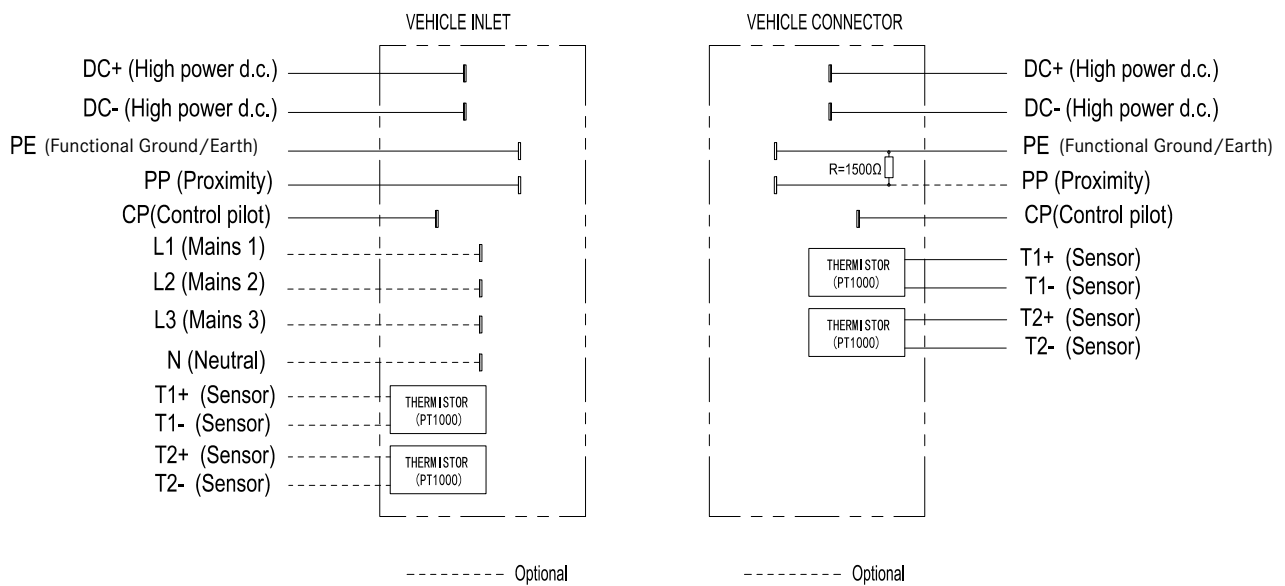 VEHICLE INLET
DC+ (High power d.c.)
DC- (High power d.c.)
PE (Functional Ground/Earth)
PP (Proximity)
CP(Control pilot)
L1 (Mains 1)
L2 (Mains 2)
L3 (Mains 3)
N (Neutral)
T1+ (Sensor)
T1- (Sensor)
T2+ (Sensor)
T2- (Sensor)
THERMISTOR
(PT1000)
THERMISTOR
(PT1000)
Optional
VEHICLE CONNECTOR
DC+ (High power d.c.)
DC- (High power d.c.)
PE (Functional Ground/Earth)
R=1500Ω
PP (Proximity)
CP(Control pilot)
THERMISTOR
(PT1000)
T1+ (Sensor)
T1- (Sensor)
THERMISTOR
(PT1000)
T2+ (Sensor)
T2- (Sensor)
Optional